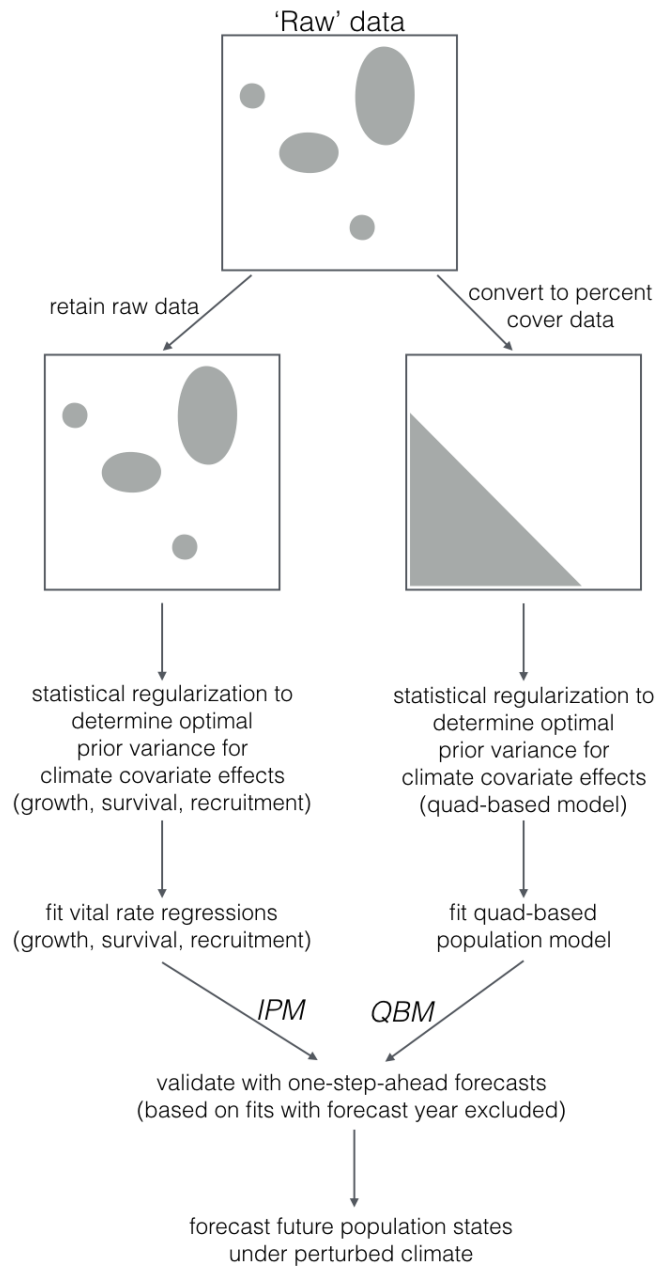 ‘Raw’ data
retain raw data
convert to percent
cover data
statistical regularization to
determine optimal
prior variance for
climate covariate effects
(growth, survival, recruitment)
statistical regularization to
determine optimal
prior variance for
climate covariate effects
(quad-based model)
fit vital rate regressions
(growth, survival, recruitment)
fit quad-based
population model
IPM
QBM
validate with one-step-ahead forecasts
(based on fits with forecast year excluded)
forecast future population states
under perturbed climate